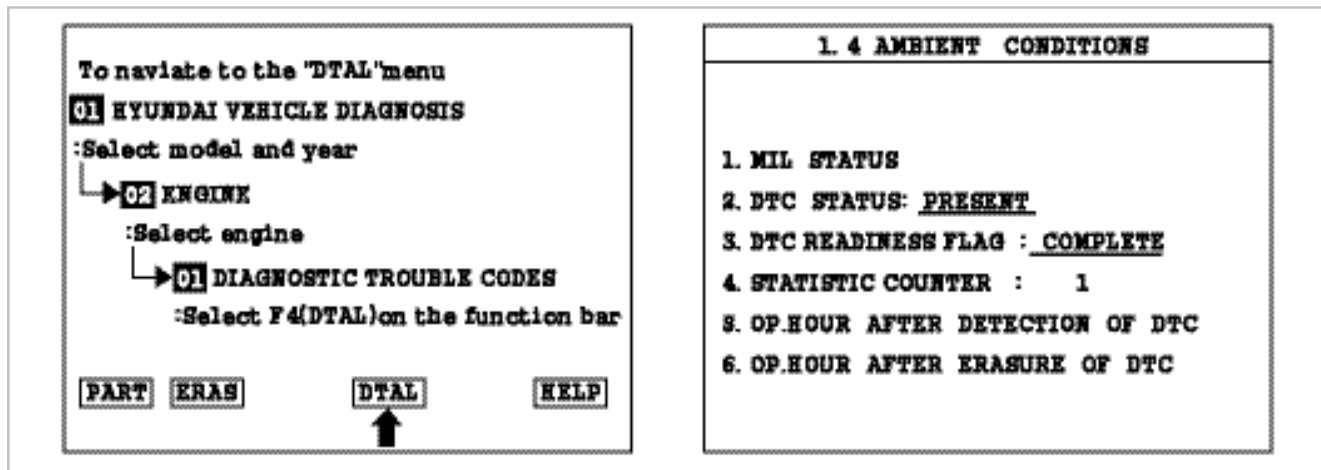 To naviate to the "DTAL"menu
01 HYUNDAI VEHICLE DIAGNOSIS
:Select model and year
02 ENGINE
:Select engine
01 DIAGNOSTIC TROUBLE CODES
:Select F4(DTAL)on the function bar
PART ERAS DTAL HELP
1.4 AMBIENT CONDITIONS
1. MIL STATUS
2. DTC STATUS: PRESENT
3. DTC READINESS FLAG : COMPLETE
4. STATISTIC COUNTER : 1
5. OP.HOUR AFTER DETECTION OF DTC
6. OP.HOUR AFTER ERASURE OF DTC